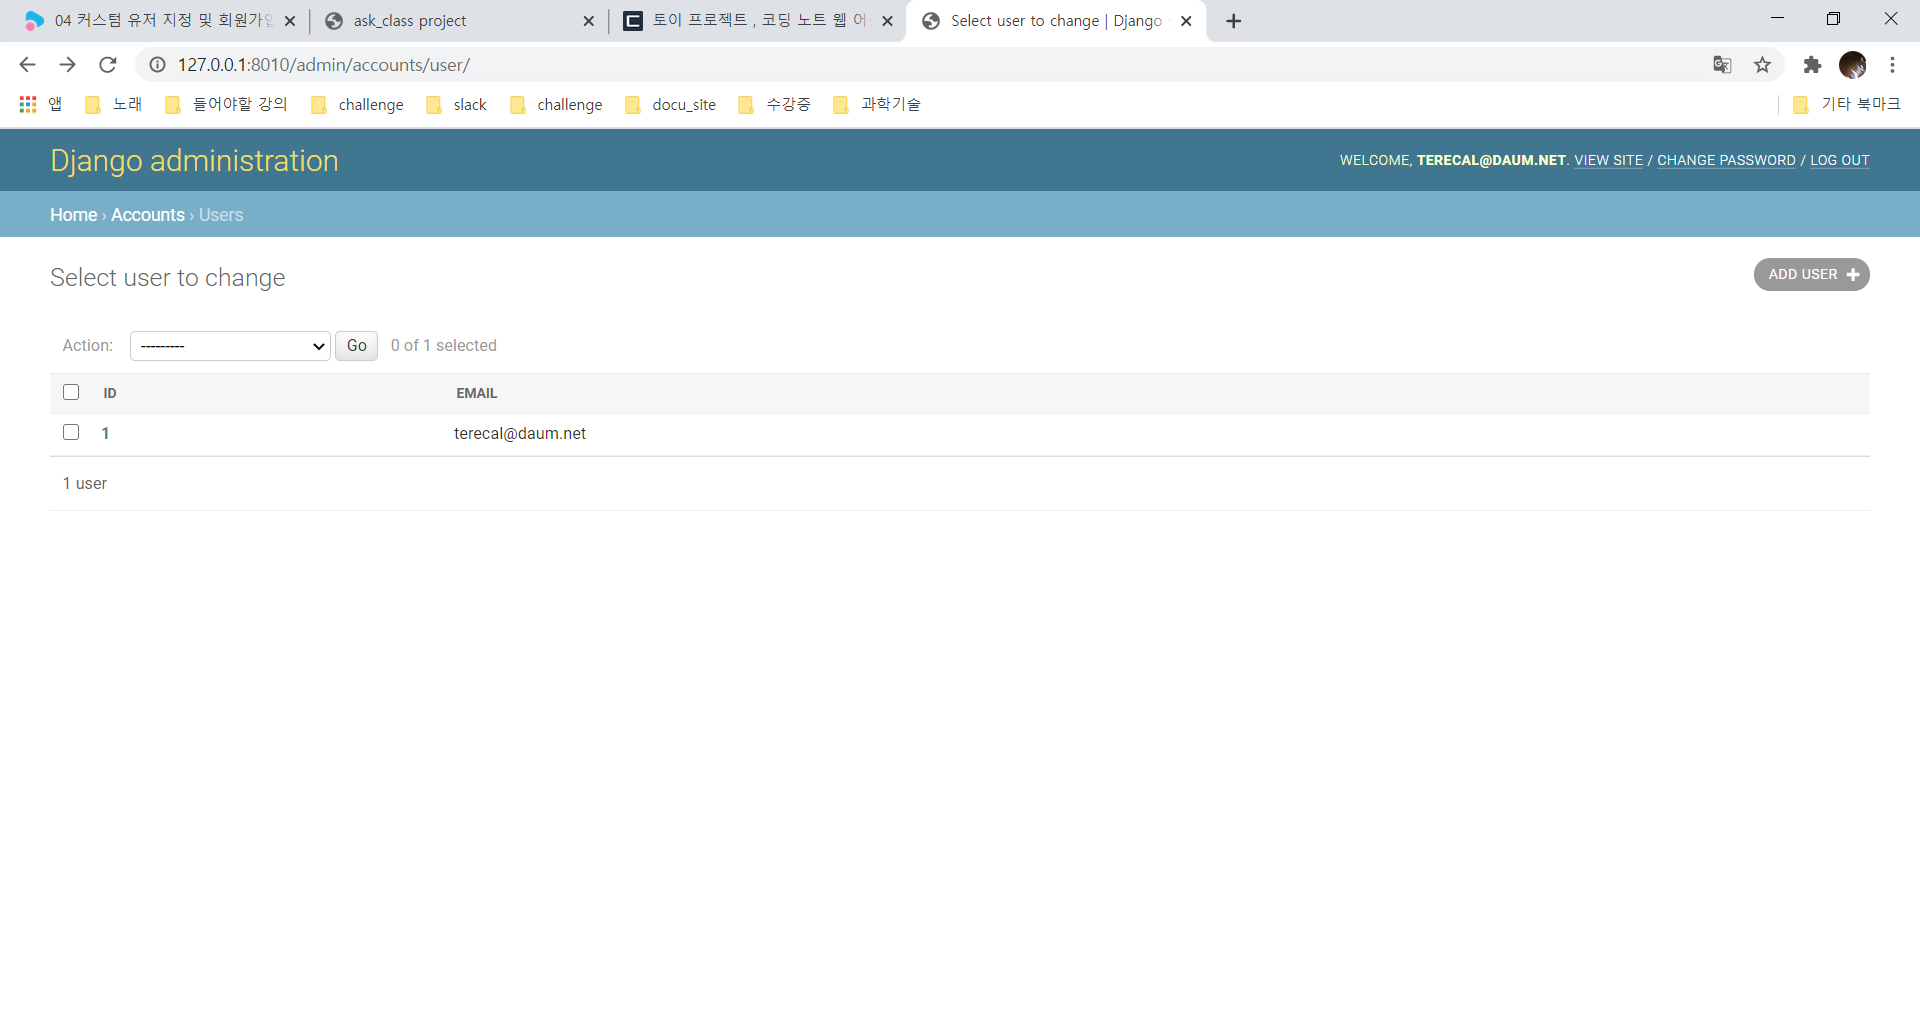 04 커스텀 유저 지정 및 회원가입
ask_class project
토이 프로젝트 , 코딩 노트 웹 어
Select user to change | Django
127.0.0.1:8010/admin/accounts/user/
앱
노래
들어야할 강의
challenge
slack
challenge
docu_site
수강중
과학기술
기타 북마크
Django administration
WELCOME, TERECAL@DAUM.NET. VIEW SITE / CHANGE PASSWORD / LOG OUT
Home › Accounts › Users
Select user to change
ADD USER +
Action: --------- Go 0 of 1 selected
ID EMAIL
1 terecal@daum.net
1 user